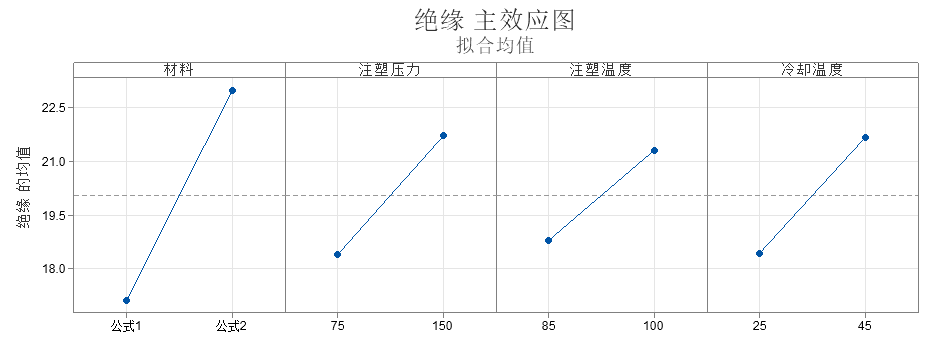 绝缘 主效应图
拟合均值
材料 注塑压力 注塑温度 冷却温度
绝缘 的均值
22.5
21.0
19.5
18.0
公式1 公式2 75 150 85 100 25 45